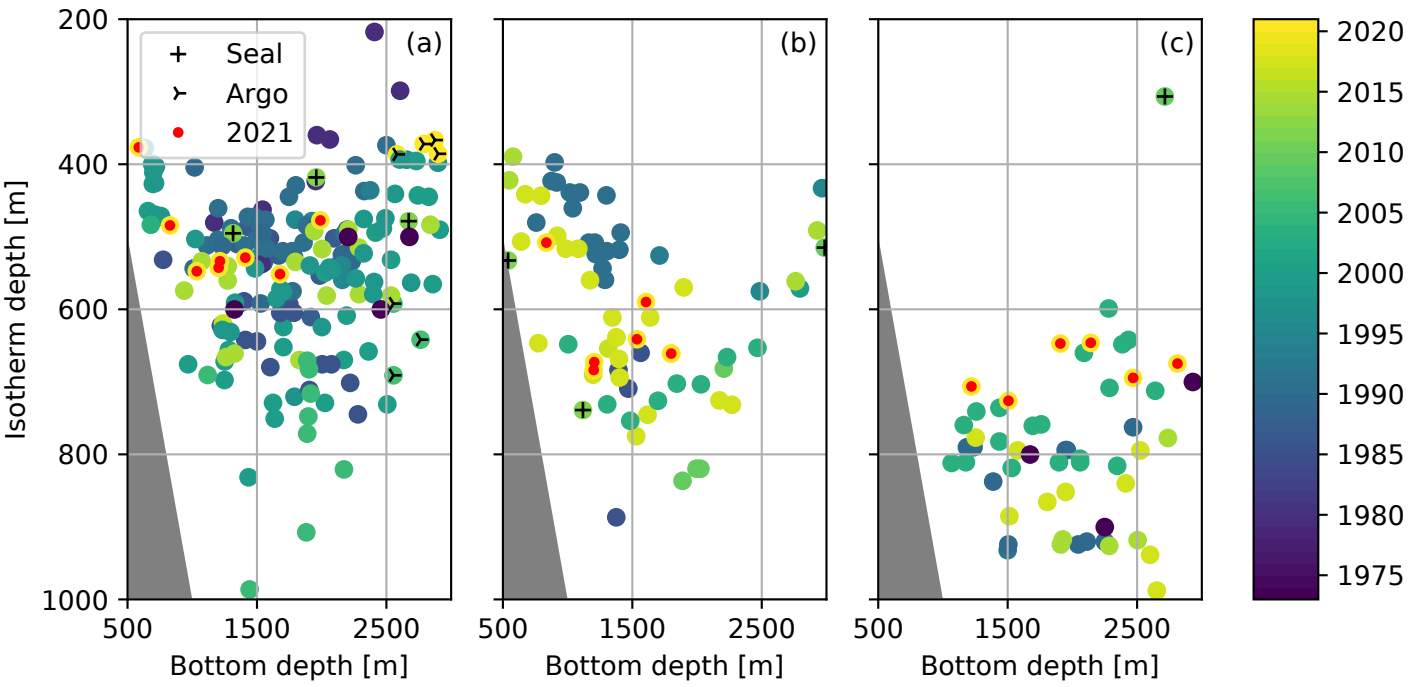 200
400
600
800
1000
Isotherm depth [m]
Seal
Argo
2021
(a)
500 1500 2500
Bottom depth [m]
(b)
500 1500 2500
Bottom depth [m]
(c)
500 1500 2500
Bottom depth [m]
2020
2015
2010
2005
2000
1995
1990
1985
1980
1975